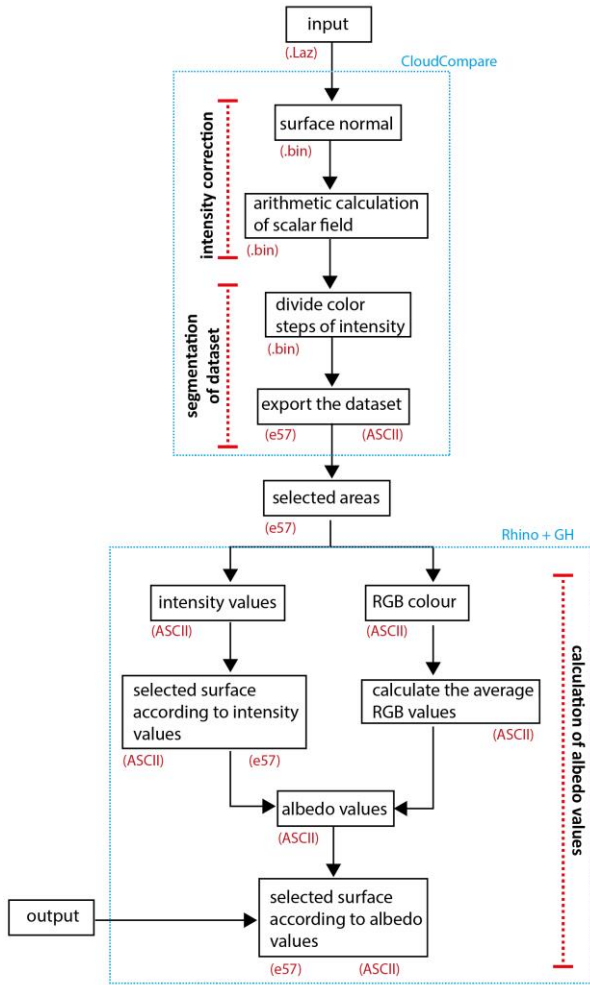 input
(.Laz)
CloudCompare
surface normal
(.bin)
intensity correction
arithmetic calculation
of scalar field
(.bin)
divide color
steps of intensity
(.bin)
segmentation
of dataset
export the dataset
(e57) (ASCII)
selected areas
(e57)
Rhino + GH
intensity values
(ASCII)
RGB colour
(ASCII)
selected surface
according to intensity
values
(ASCII) (e57)
calculate the average
RGB values
(ASCII)
calculation of albedo values
albedo values
(ASCII)
output
selected surface
according to albedo
values
(e57) (ASCII)